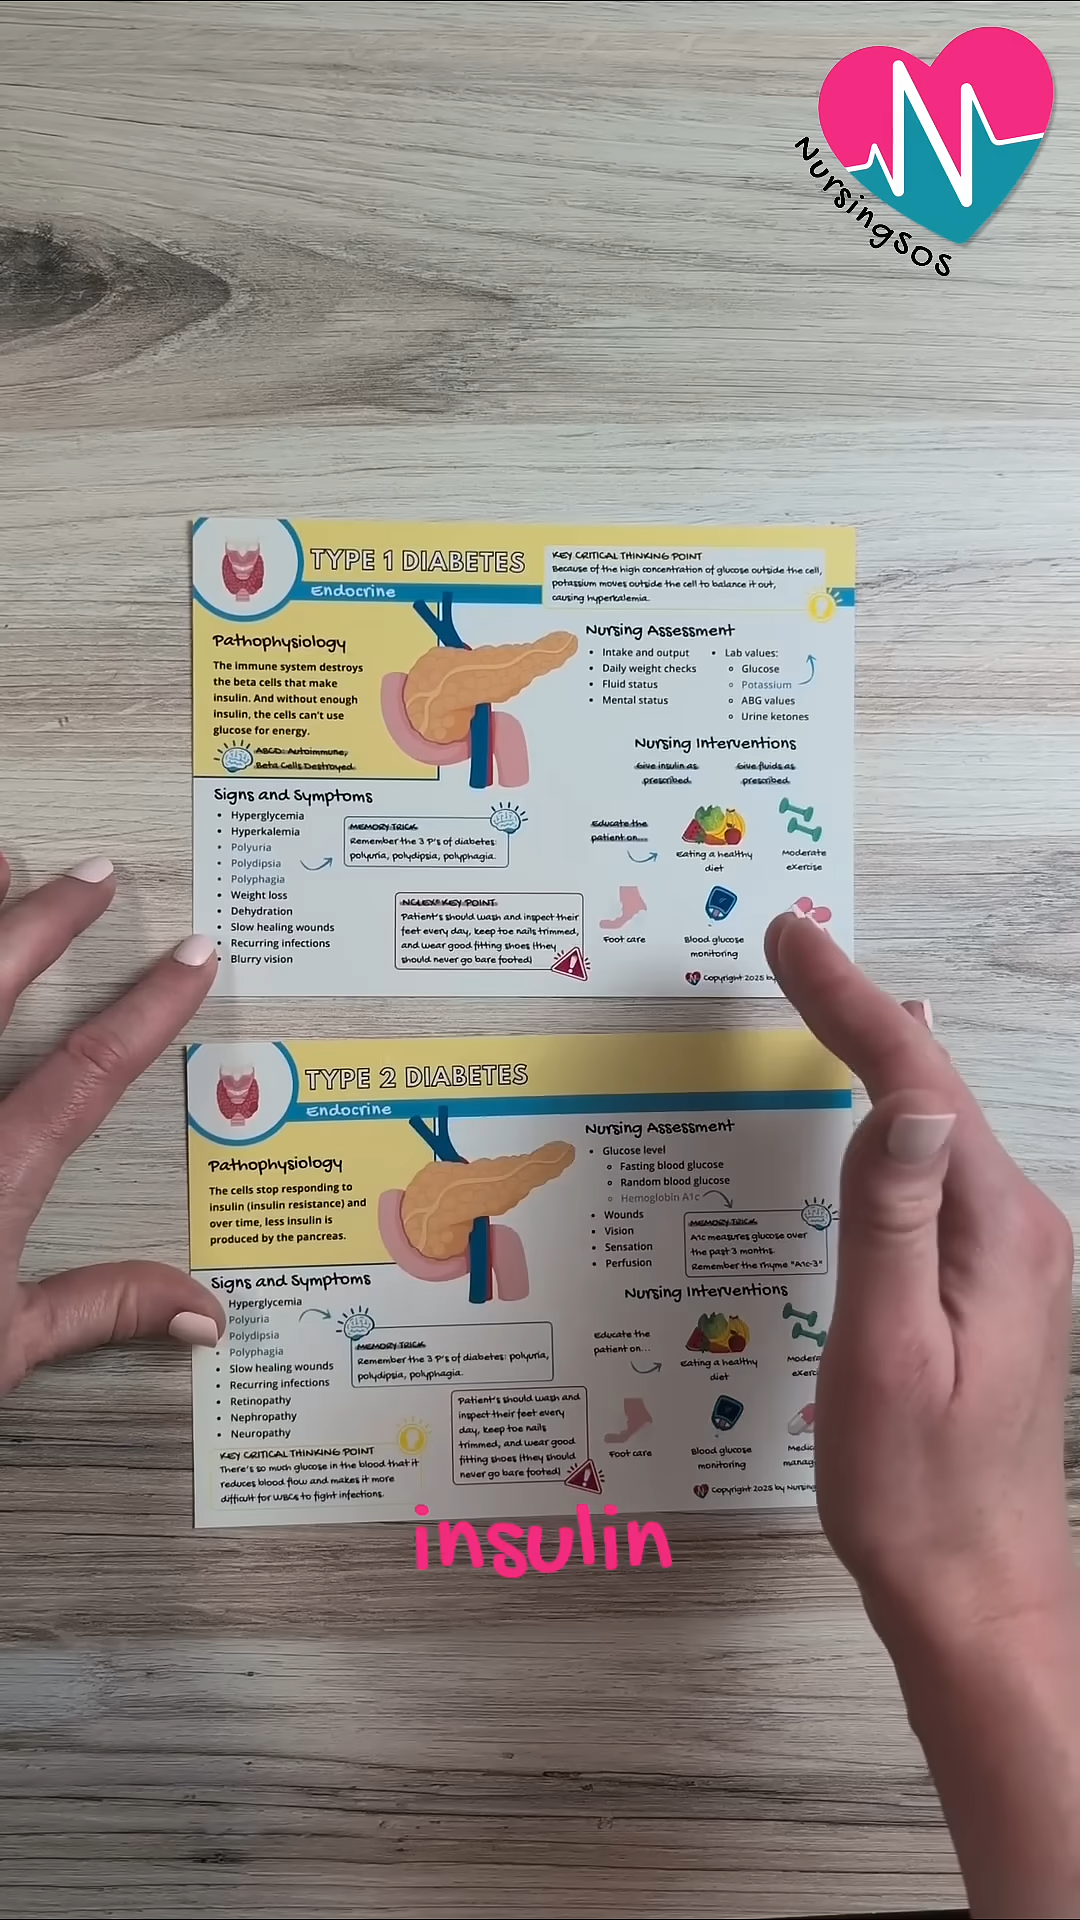 NursingSOS
TYPE 1 DIABETES
Endocrine
KEY CRITICAL THINKING POINT
Because of the high concentration of glucose outside the cell,
potassium moves outside the cell to balance it out,
causing hyperkalemia.
Pathophysiology
The immune system destroys
the beta cells that make
insulin. And without enough
insulin, the cells can't use
glucose for energy.
ABCD: Autoimmune,
Beta Cells Destroyed
Signs and Symptoms
• Hyperglycemia
• Hyperkalemia
• Polyuria
• Polydipsia
• Polyphagia
• Weight loss
• Dehydration
• Slow healing wounds
• Recurring infections
• Blurry vision
MEMORY TRICK
Remember the 3 P's of diabetes:
polyuria, polydipsia, polyphagia.
NCLEX® KEY POINT
Patient's should wash and inspect their
feet every day, keep toe nails trimmed,
and wear good fitting shoes (they
should never go bare footed)
Nursing Assessment
• Intake and output
• Daily weight checks
• Fluid status
• Mental status
• Lab values:
Glucose
Potassium
ABG values
Urine ketones
Nursing Interventions
Give insulin as
prescribed.
Give fluids as
prescribed.
Educate the
patient on...
Eating a healthy
diet
Moderate
exercise
Foot care
Blood glucose
monitoring
Copyright 2025 by
TYPE 2 DIABETES
Endocrine
Pathophysiology
The cells stop responding to
insulin (insulin resistance) and
over time, less insulin is
produced by the pancreas.
Signs and Symptoms
Hyperglycemia
Polyuria
Polydipsia
• Polyphagia
• Slow healing wounds
• Recurring infections
• Retinopathy
• Nephropathy
• Neuropathy
MEMORY TRICK
Remember the 3 P's of diabetes: polyuria,
polydipsia, polyphagia.
KEY CRITICAL THINKING POINT
There's so much glucose in the blood that it
reduces blood flow and makes it more
difficult for WBCs to fight infections.
Patient's should wash and
inspect their feet every
day, keep toe nails
trimmed, and wear good
fitting shoes (they should
never go bare footed)
Nursing Assessment
• Glucose level
Fasting blood glucose
Random blood glucose
Hemoglobin A1c
• Wounds
• Vision
• Sensation
• Perfusion
MEMORY TRICK
A1c measures glucose over
the past 3 months.
Remember the rhyme "A1c-3"
Nursing Interventions
Educate the
patient on...
Eating a healthy
diet
Foot care
Blood glucose
monitoring
Copyright 2025 by
insulin